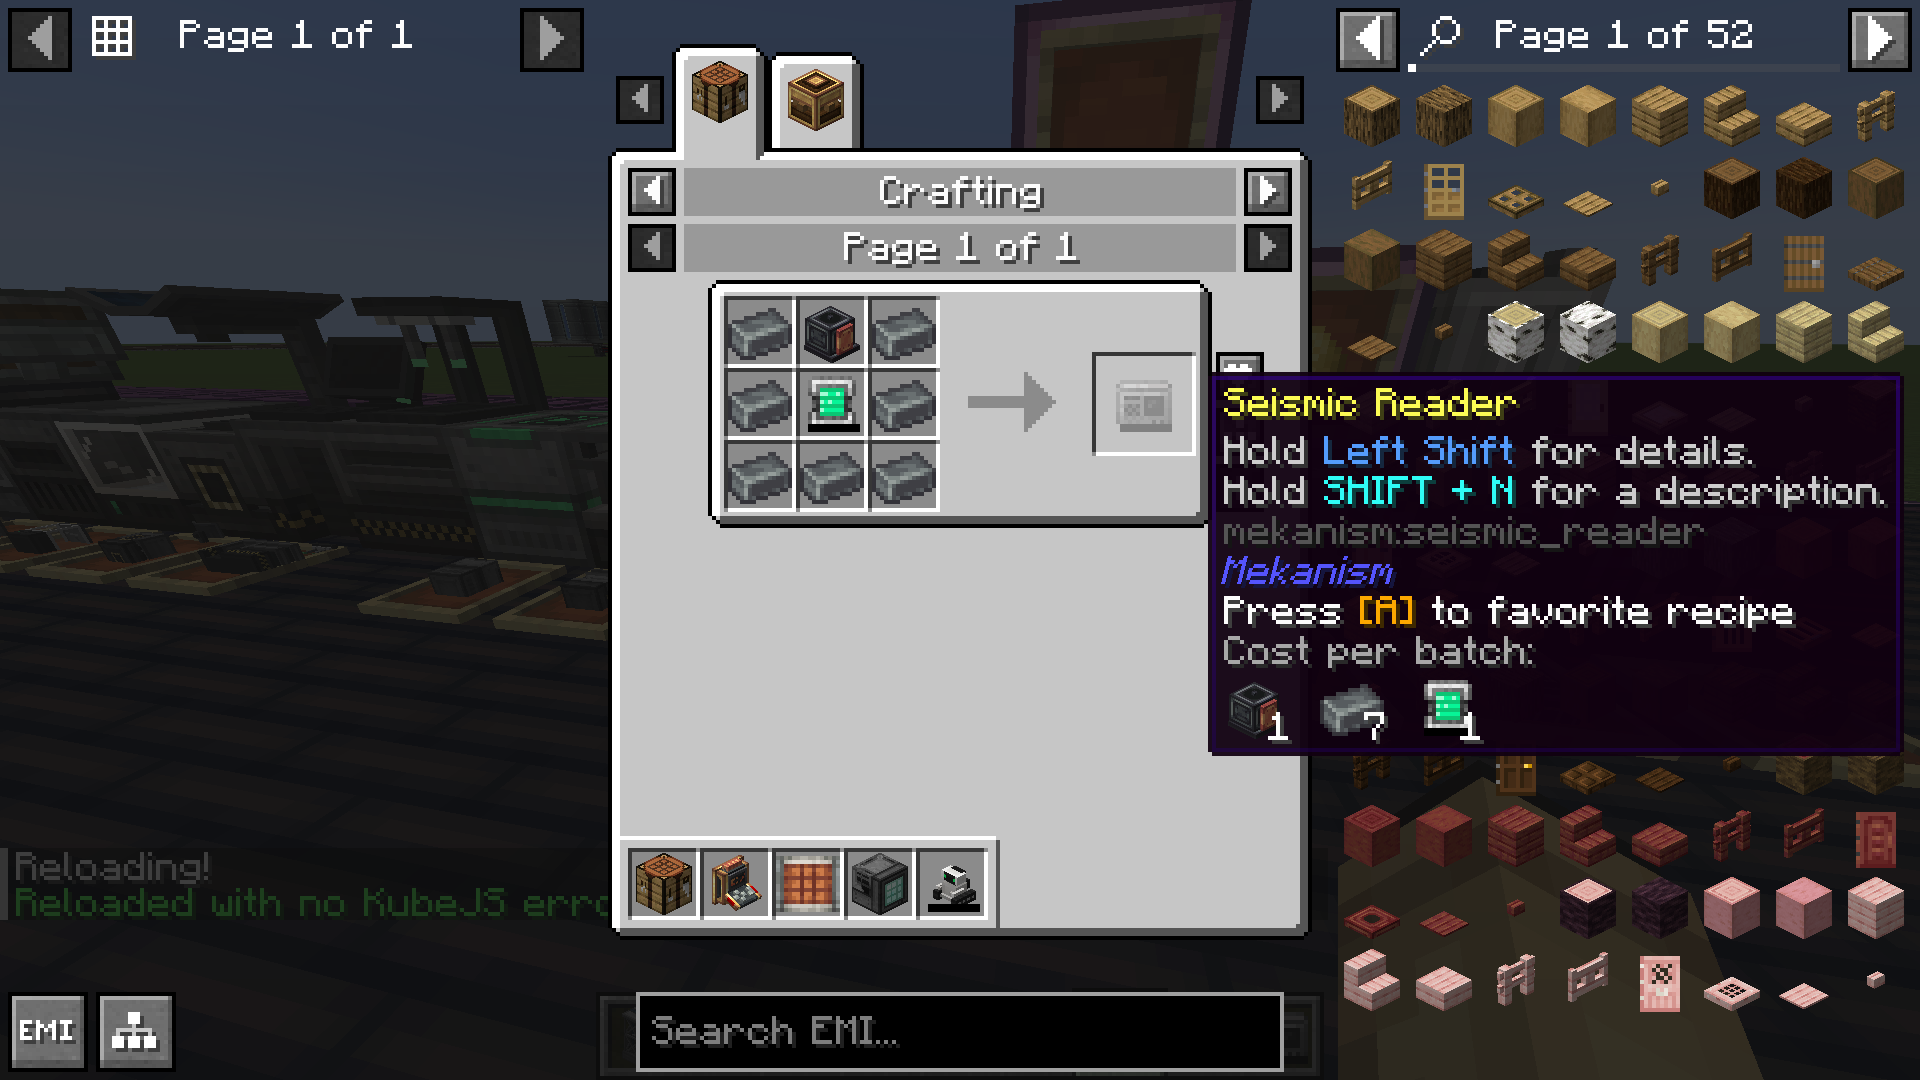 Page 1 of 1
Page 1 of 52
Crafting
Page 1 of 1
Seismic Reader
Hold Left Shift for details.
Hold SHIFT + N for a description.
mekanism:seismic_reader
Mekanism
Press [A] to favorite recipe
Cost per batch:
1
7
1
Reloading!
Reloaded with no KubeJS erro
EMI
Search EMI...